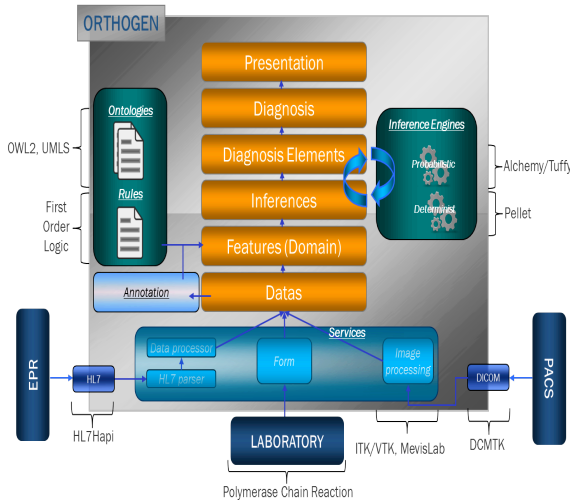 ORTHOGEN
Presentation
Ontologies
Diagnosis
Inference Engines
OWL2, UMLS
Diagnosis Elements
Probabilistic
Alchemy/Tuffy
Rules
Inferences
First
Order
Logic
Determinist
Pellet
Features (Domain)
Annotation
Datas
Services
EPR
Data processor
Form
Image
processing
PACS
HL7
HL7 parser
DICOM
HL7Hapi
LABORATORY
ITK/VTK, MevisLab
DCMTK
Polymerase Chain Reaction